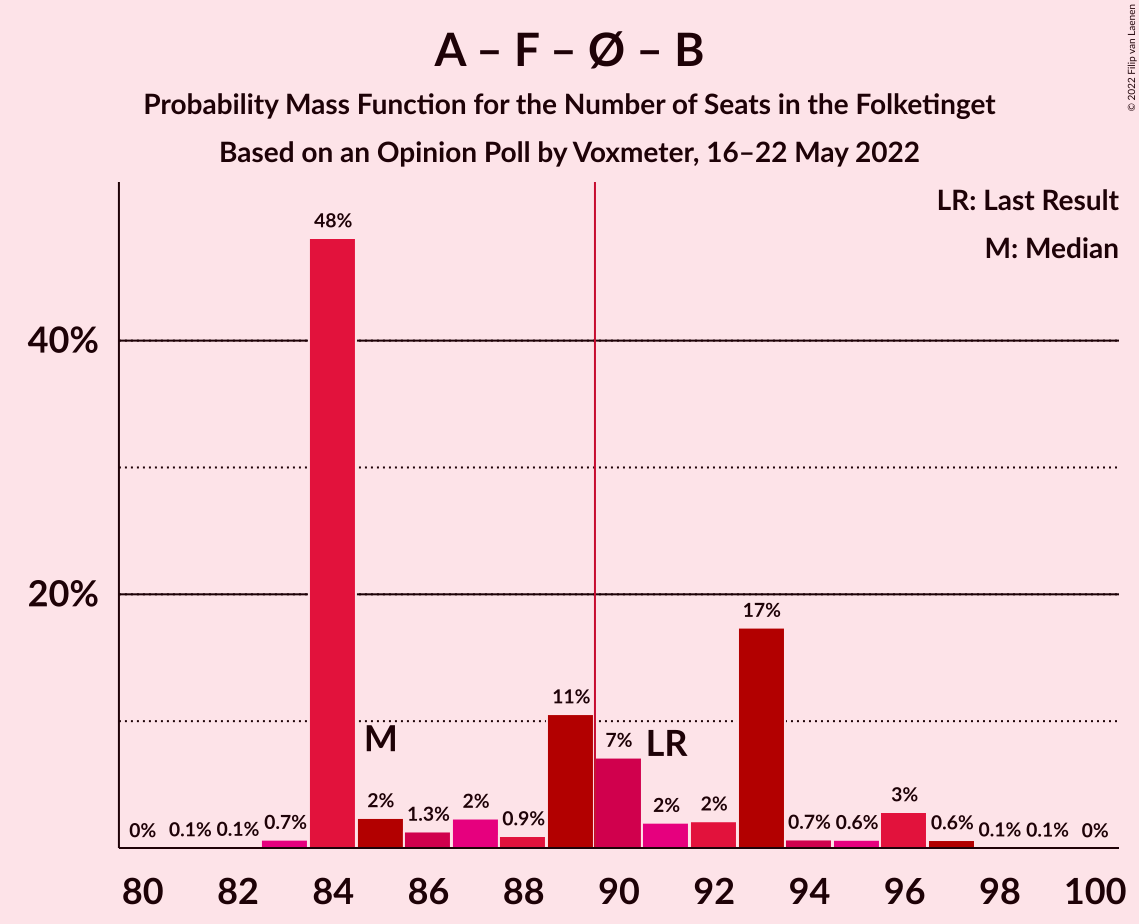 A – F – Ø – B
Probability Mass Function for the Number of Seats in the Folketinget
Based on an Opinion Poll by Voxmeter, 16–22 May 2022
© 2022 Filip van Laenen
LR: Last Result
M: Median
40%
20%
0%
0.1%
0.1%
0.7%
48%
2%
1.3%
2%
0.9%
11%
7%
2%
2%
17%
0.7%
0.6%
3%
0.6%
0.1%
0.1%
0%
M
LR
80 82 84 86 88 90 92 94 96 98 100